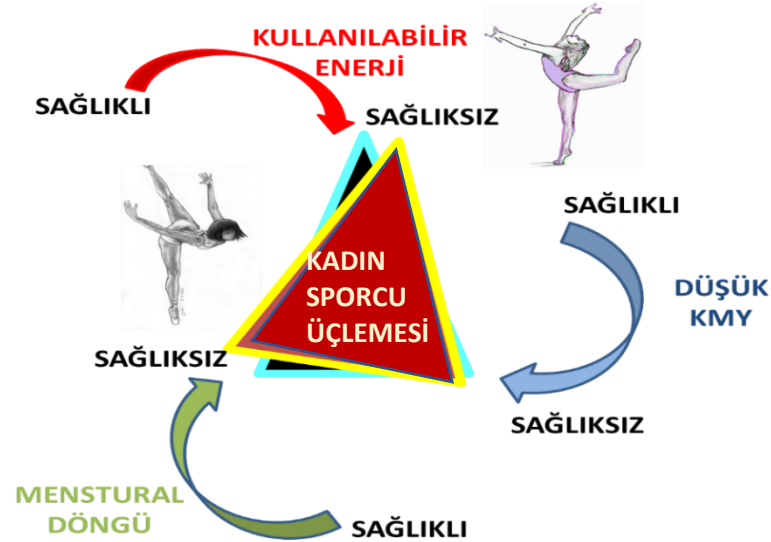 KULLANILABİLİR
ENERJİ
SAĞLIKLI
SAĞLIKSIZ
SAĞLIKLI
DÜŞÜK
KMY
KADIN
SPORCU
ÜÇLEMESİ
SAĞLIKSIZ
SAĞLIKSIZ
MENSTURAL
DÖNGÜ
SAĞLIKLI